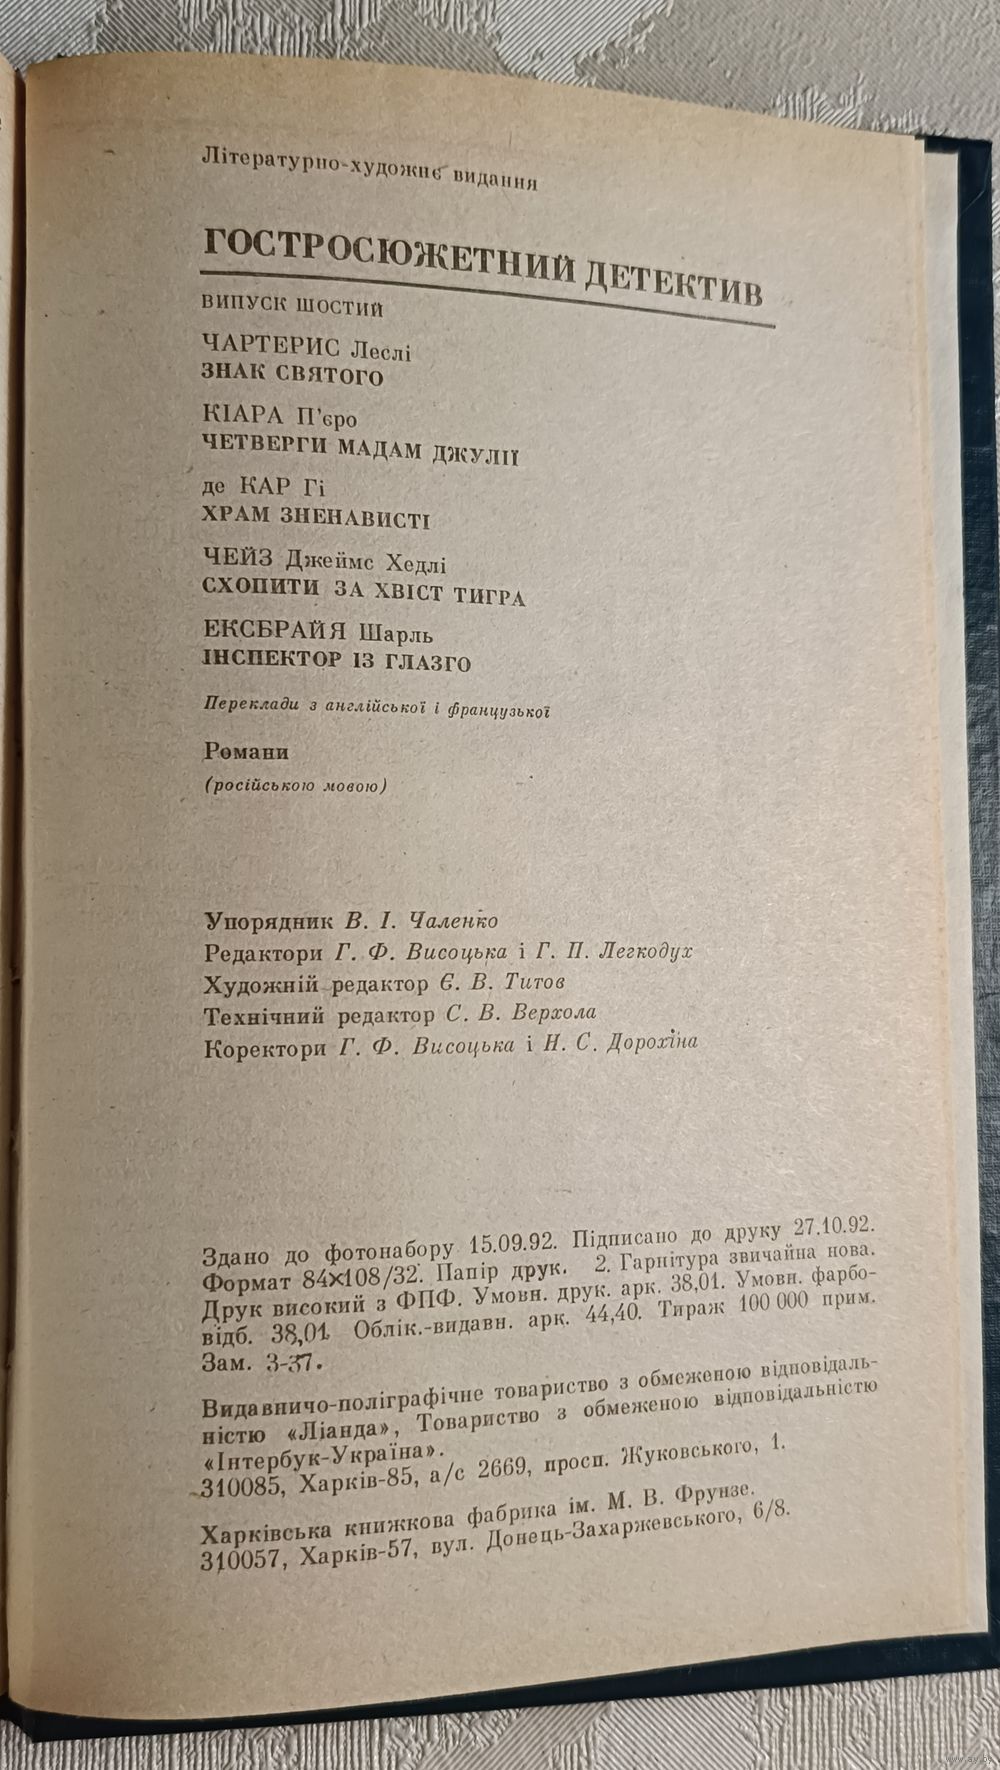 Літературно-художнє видання
ГОСТРОСЮЖЕТНИЙ ДЕТЕКТИВ
ВИПУСК ШОСТИЙ
ЧАРТЕРИС Леслі
ЗНАК СВЯТОГО
КІАРА П'єро
ЧЕТВЕРГИ МАДАМ ДЖУЛІЇ
де КАР Гі
ХРАМ ЗНЕНАВИСТІ
ЧЕЙЗ Джеймс Хедлі
СХОПИТИ ЗА ХВІСТ ТИГРА
ЕКСБРАЙЯ Шарль
ІНСПЕКТОР ІЗ ГЛАЗГО
Переклади з англійської і французької
Романи
(російською мовою)
Упорядник В. І. Чаленко
Редактори Г. Ф. Висоцька і Г. П. Легкодух
Художній редактор Є. В. Титов
Технічний редактор С. В. Верхола
Коректори Г. Ф. Висоцька і Н. С. Дорохіна
Здано до фотонабору 15.09.92. Підписано до друку 27.10.92.
Формат 84×108/32. Папір друк. 2. Гарнітура звичайна нова.
Друк високий з ФПФ. Умовн. друк. арк. 38,01. Умовн. фарбо-
відб. 38,01. Облік.-видавн. арк. 44,40. Тираж 100 000 прим.
Зам. 3-37.
Видавничо-поліграфічне товариство з обмеженою відповідаль-
ністю «Ліанда», Товариство з обмеженою відповідальністю
«Інтербук-Україна».
310085, Харків-85, а/с 2669, просп. Жуковського, 1.
Харківська книжкова фабрика ім. М. В. Фрунзе.
310057, Харків-57, вул. Донець-Захаржевського, 6/8.
www.ay.by